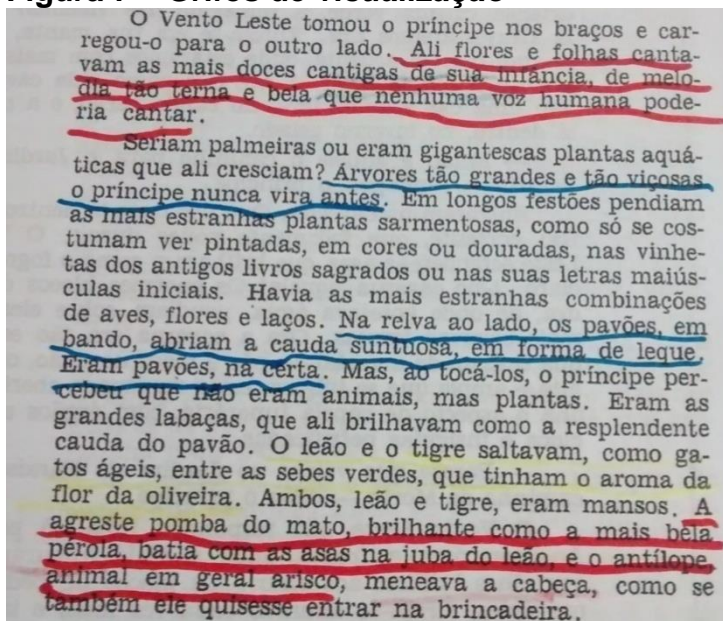 O Vento Leste tomou o príncipe nos braços e car-
regou-o para o outro lado. Ali flores e folhas canta-
vam as mais doces cantigas de sua infância, de melo-
dia tão terna e bela que nenhuma voz humana pode-
ria cantar.
Seriam palmeiras ou eram gigantescas plantas aquá-
ticas que ali cresciam? Árvores tão grandes e tão viçosas
o príncipe nunca vira antes. Em longos festões pendiam
as mais estranhas plantas sarmentosas, como só se cos-
tumam ver pintadas, em cores ou douradas, nas vinhe-
tas dos antigos livros sagrados ou nas suas letras maiús-
culas iniciais. Havia as mais estranhas combinações
de aves, flores e laços. Na relva ao lado, os pavões, em
bando, abriam a cauda suntuosa, em forma de leque.
Eram pavões, na certa. Mas, ao tocá-los, o príncipe per-
cebeu que não eram animais, mas plantas. Eram as
grandes labaças, que ali brilhavam como a resplendente
cauda do pavão. O leão e o tigre saltavam, como ga-
tos ágeis, entre as sebes verdes, que tinham o aroma da
flor da oliveira. Ambos, leão e tigre, eram mansos. A
agreste pomba do mato, brilhante como a mais bela
pérola, batia com as asas na juba do leão, e o antílope,
animal em geral arisco, meneava a cabeça, como se
também ele quisesse entrar na brincadeira.